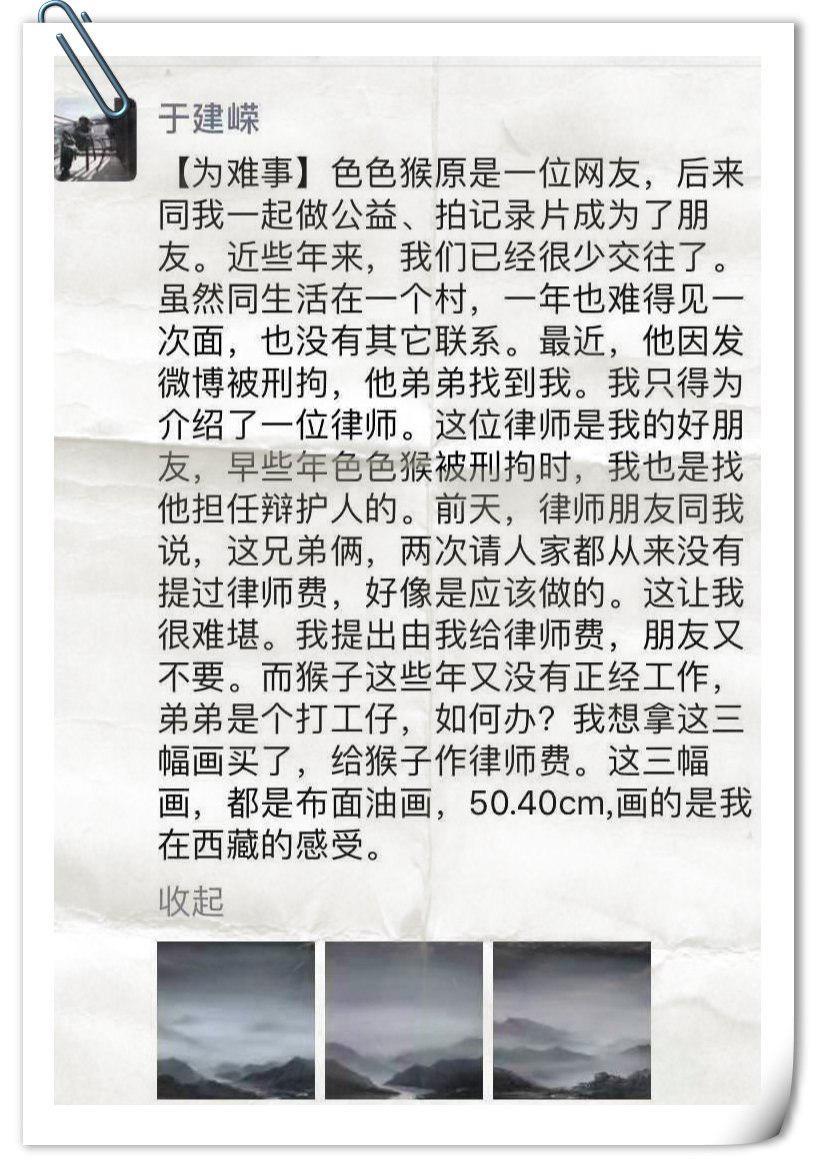 于建嵘
【为难事】色色猴原是一位网友，后来
同我一起做公益、拍记录片成为了朋
友。近些年来，我们已经很少交往了。
虽然同生活在一个村，一年也难得见一
次面，也没有其它联系。最近，他因发
微博被刑拘，他弟弟找到我。我只得为
介绍了一位律师。这位律师是我的好朋
友，早些年色色猴被刑拘时，我也是找
他担任辩护人的。前天，律师朋友同我
说，这兄弟俩，两次请人家都从来没有
提过律师费，好像是应该做的。这让我
很难堪。我提出由我给律师费，朋友又
不要。而猴子这些年又没有正经工作，
弟弟是个打工仔，如何办？我想拿这三
幅画买了，给猴子作律师费。这三幅
画，都是布面油画，50.40cm,画的是我
在西藏的感受。
收起